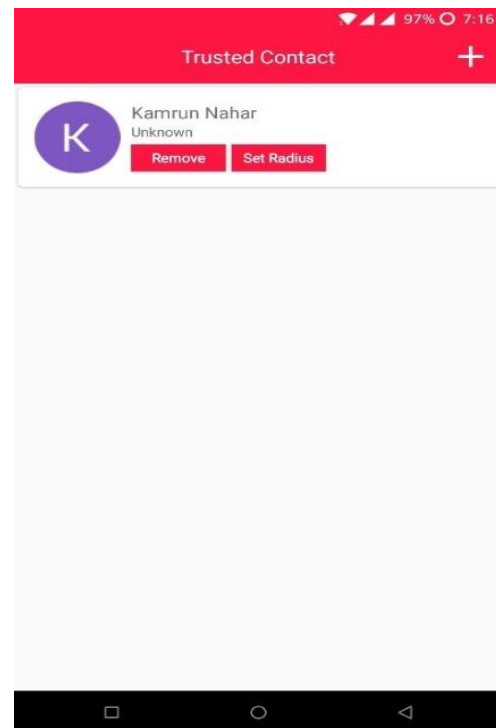 97% 7:16
Trusted Contact
K
Kamrun Nahar
Unknown
Remove Set Radius